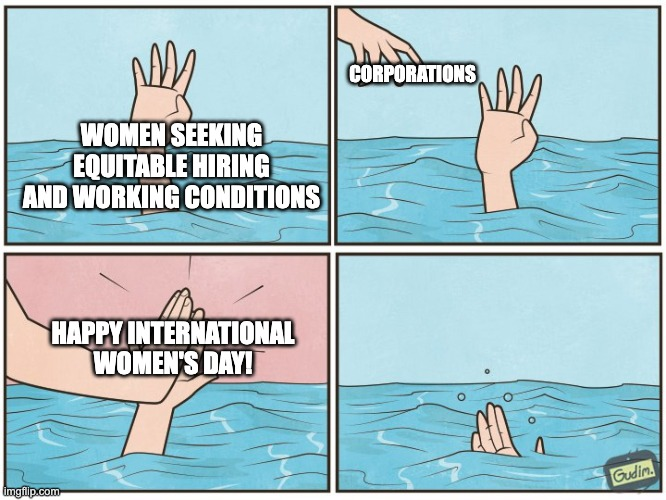 WOMEN SEEKING
EQUITABLE HIRING
AND WORKING CONDITIONS
CORPORATIONS
HAPPY INTERNATIONAL
WOMEN'S DAY!
Gudim.
imgflip.com